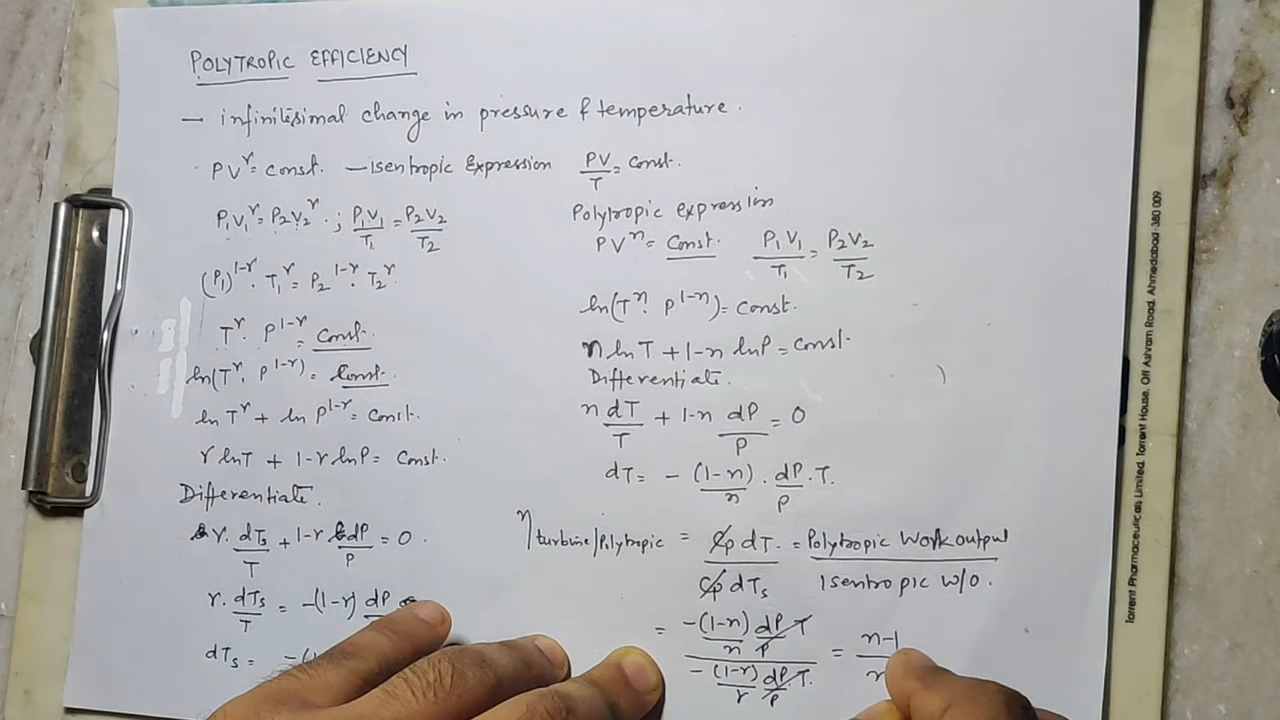 POLYTROPIC EFFICIENCY
— infinitesimal change in pressure & temperature.
PV^r = const. — isentropic Expression
P₁V₁^r = P₂V₂^r ; P₁V₁/T₁ = P₂V₂/T₂
(P₁)^1-r · T₁^r = P₂^1-r · T₂^r
T^r · P^1-r = Const.
ln(T^r · P^1-r) = Const.
ln T^r + ln P^1-r = Const.
r lnT + 1-r lnP = Const.
Differentiate.
r. dTs/T + 1-r dP/P = 0.
r. dTs/T = -(1-r) dP
dTs =
PV/T = Const.
Polytropic expression
PV^n = Const. P₁V₁/T₁ = P₂V₂/T₂
ln(T^n · P^(1-n)) = Const.
n lnT + 1-n lnP = const.
Differentiate.
n dT/T + 1-n dP/P = 0
dT = - (1-n)/n . dP/P . T.
η turbine/Polytropic = Cp dT/Cp dTs = Polytropic Work output/Isentropic W/O.
= -(1-n)/n dP/P T / -(1-r)/r dP/P T. = n-1
Torrent Pharmaceuticals Limited, Torrent House, Off Ashram Road, Ahmedabad-380 009